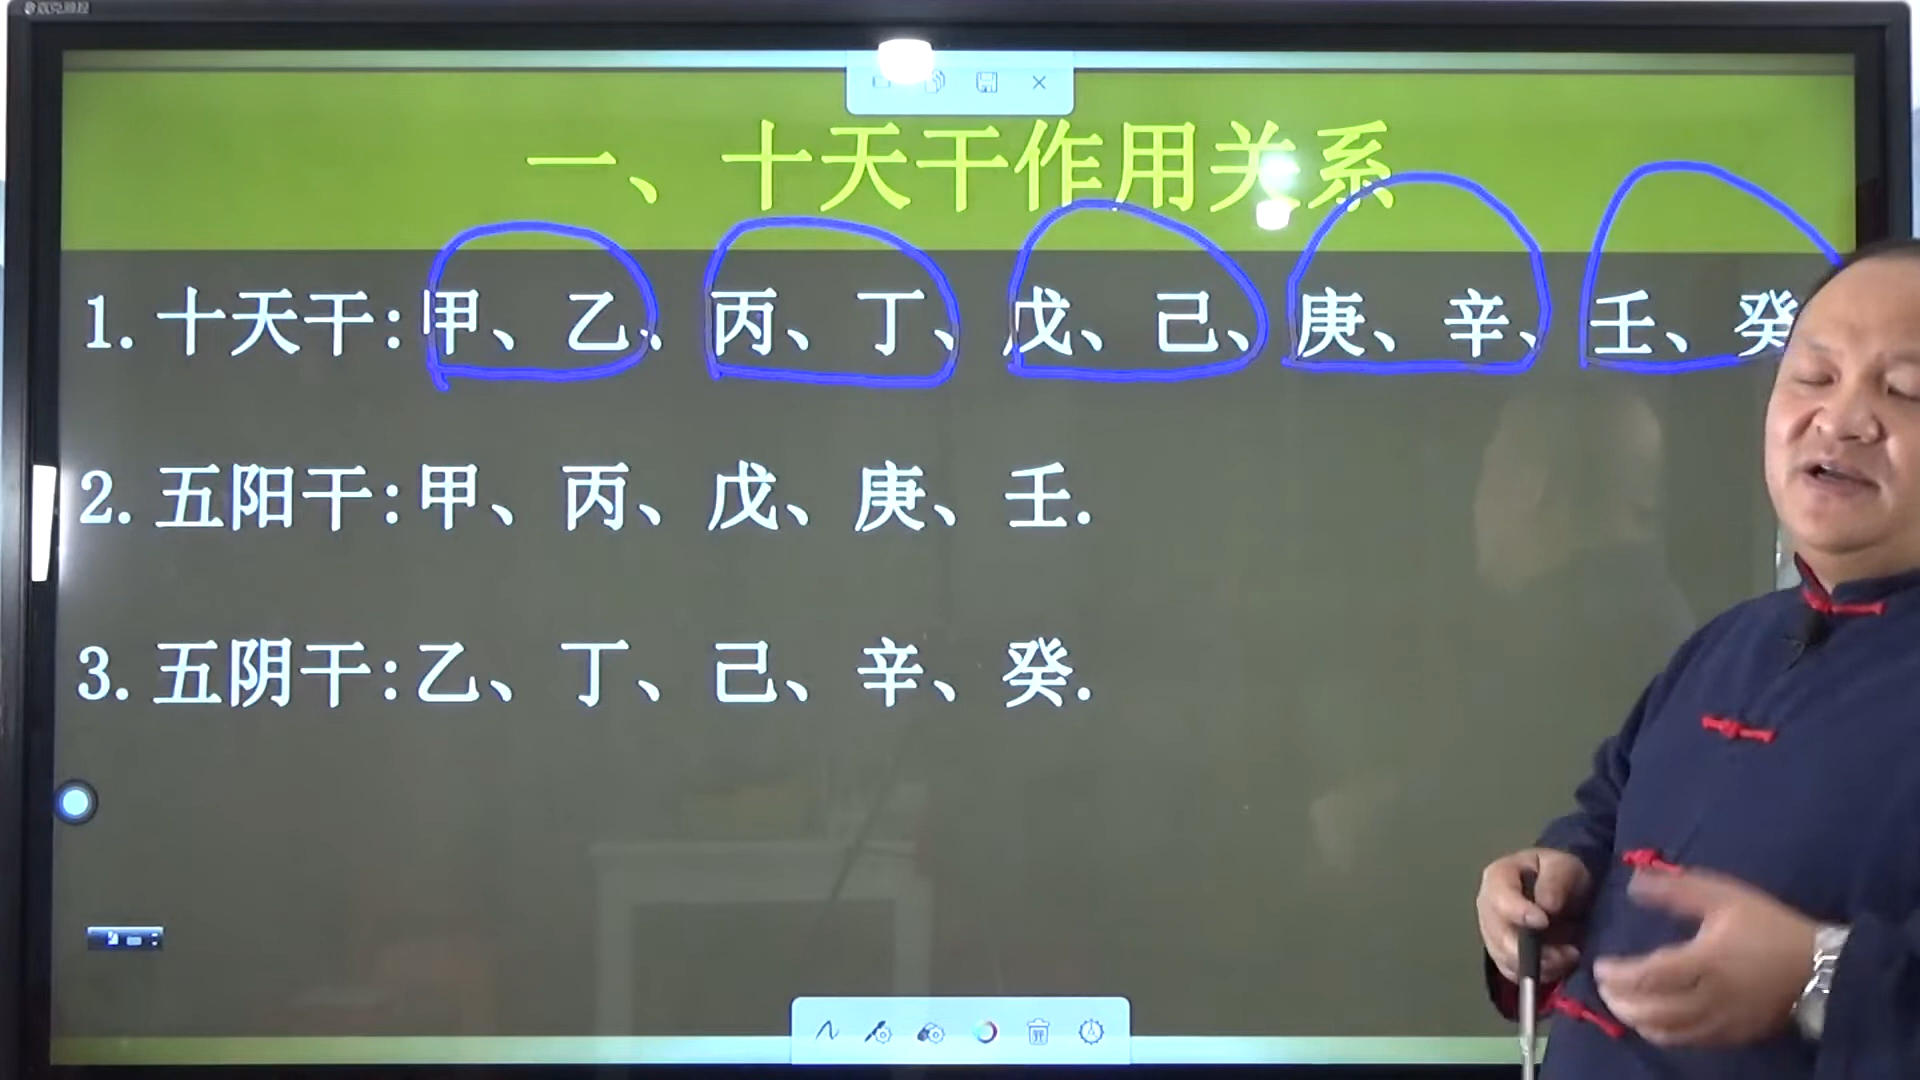 一、十天干作用关系
1.十天干:甲、乙、丙、丁、戊、己、庚、辛、壬、癸
2.五阳干:甲、丙、戊、庚、壬.
3.五阴干:乙、丁、己、辛、癸.